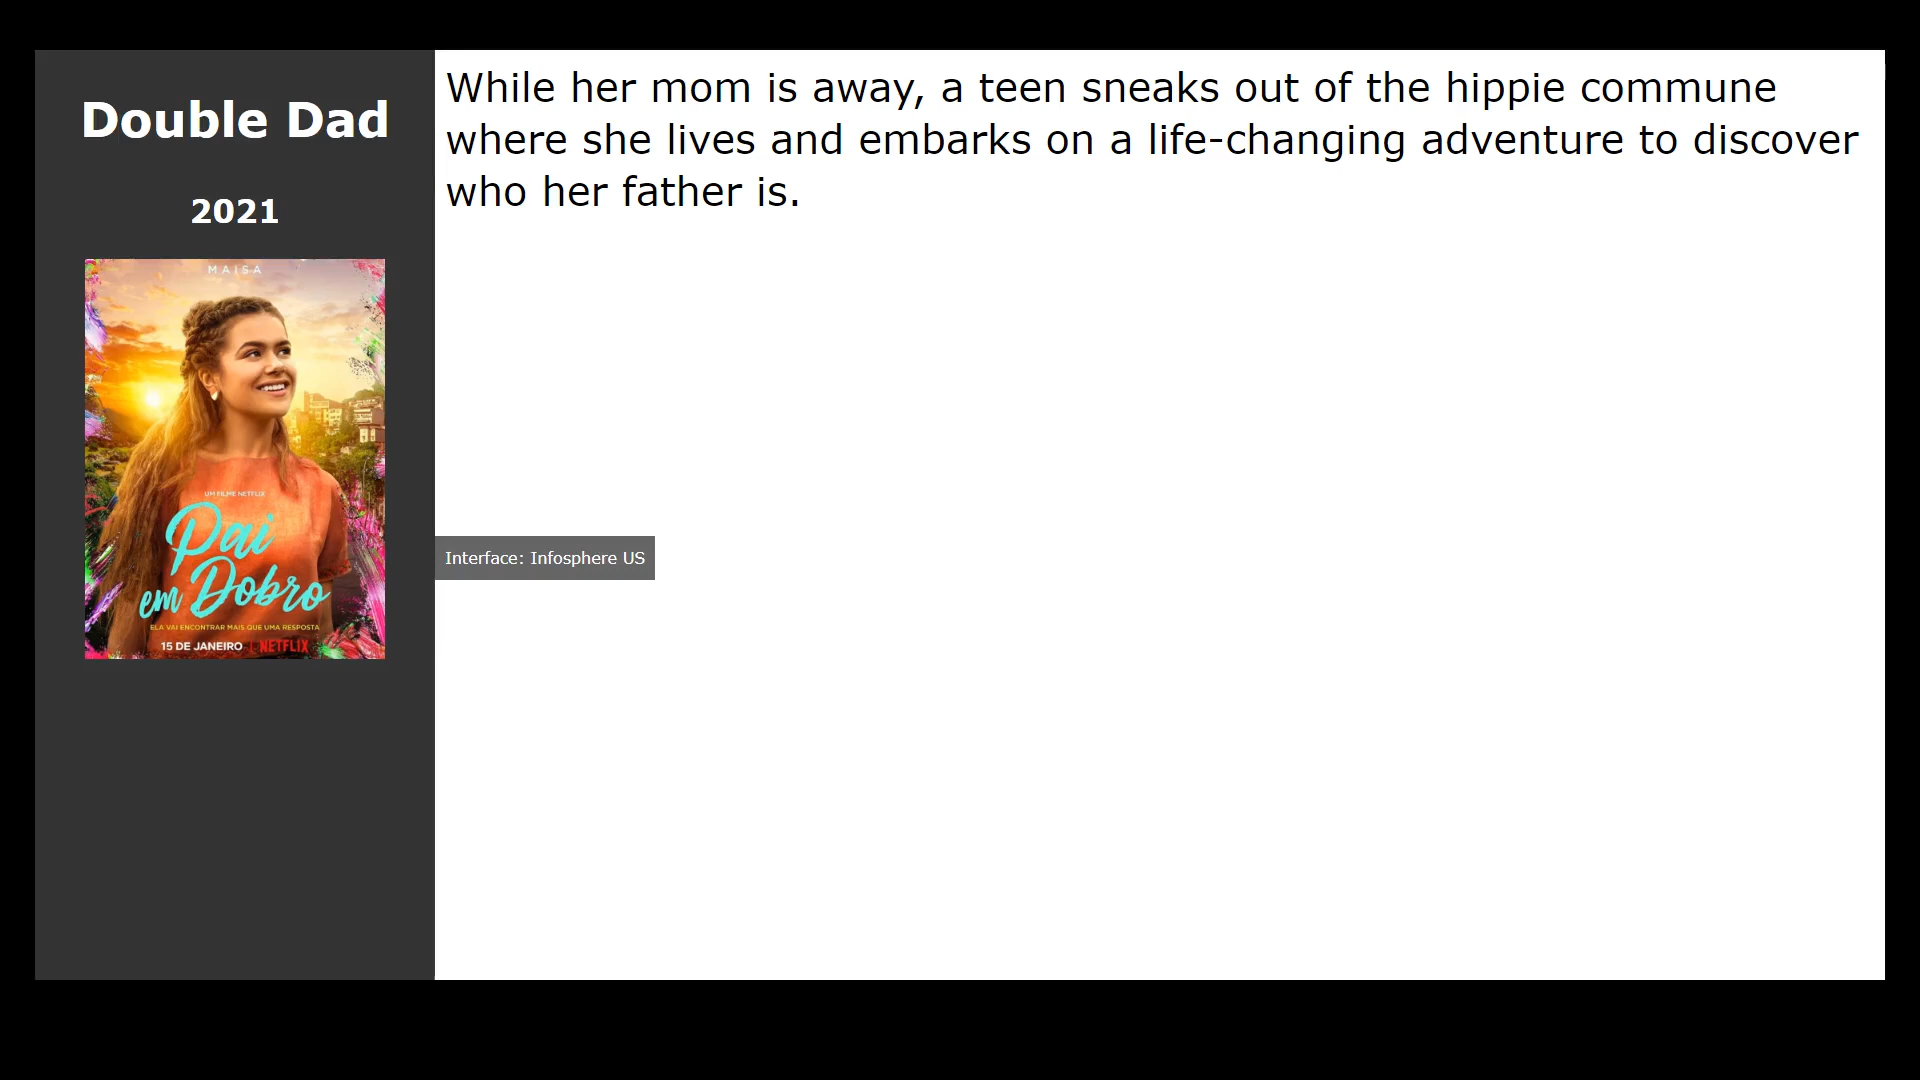 Double Dad
2021
MAISA
UM FILME NETFLIX
Pai
em Dobro
ELA VAI ENCONTRAR MAIS QUE UMA RESPOSTA
15 DE JANEIRO | NETFLIX
While her mom is away, a teen sneaks out of the hippie commune
where she lives and embarks on a life-changing adventure to discover
who her father is.
Interface: Infosphere US